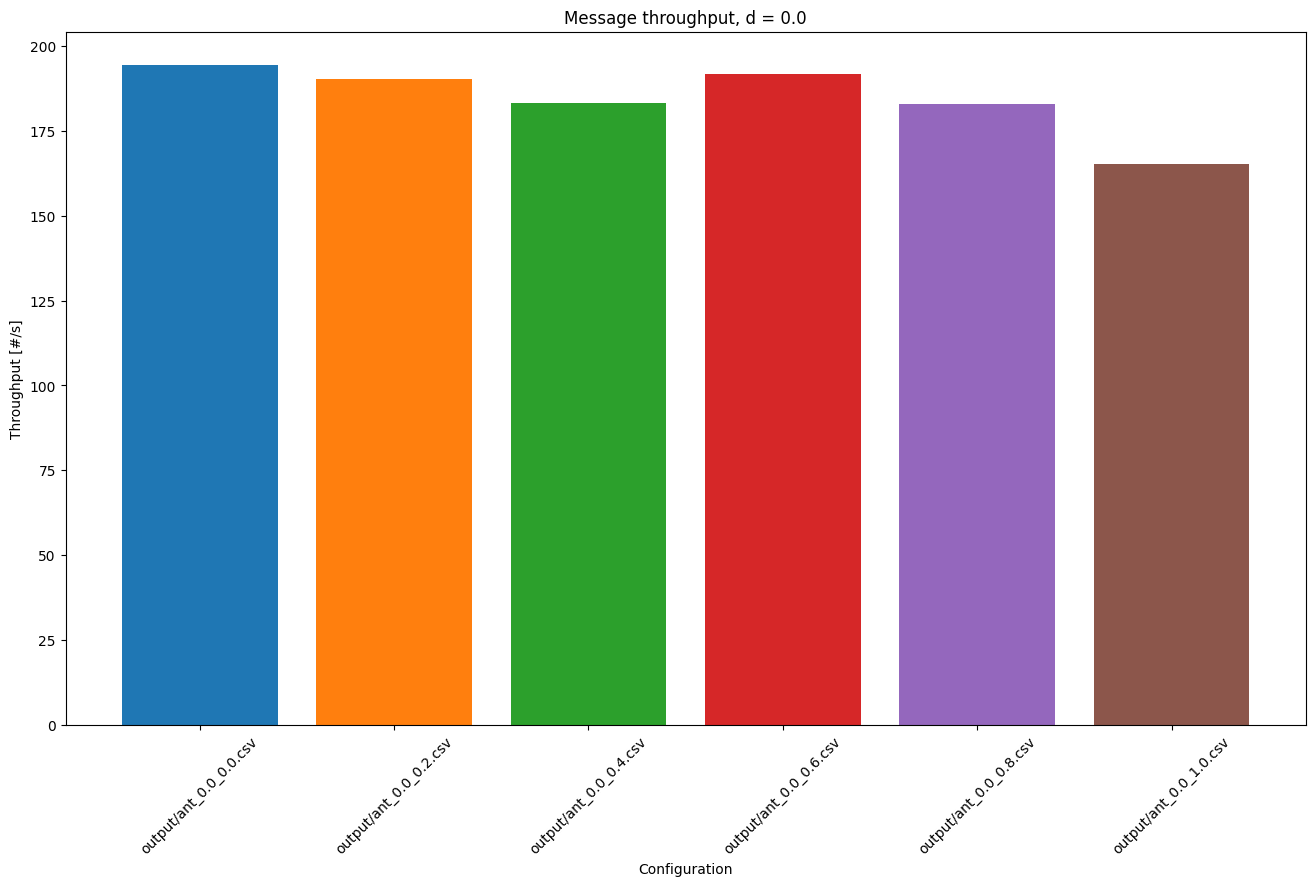 Message throughput, d = 0.0
200
175
150
125
100
75
50
25
0
Throughput [#/s]
output/ant_0.0_0.0.csv
output/ant_0.0_0.2.csv
output/ant_0.0_0.4.csv
output/ant_0.0_0.6.csv
output/ant_0.0_0.8.csv
output/ant_0.0_1.0.csv
Configuration